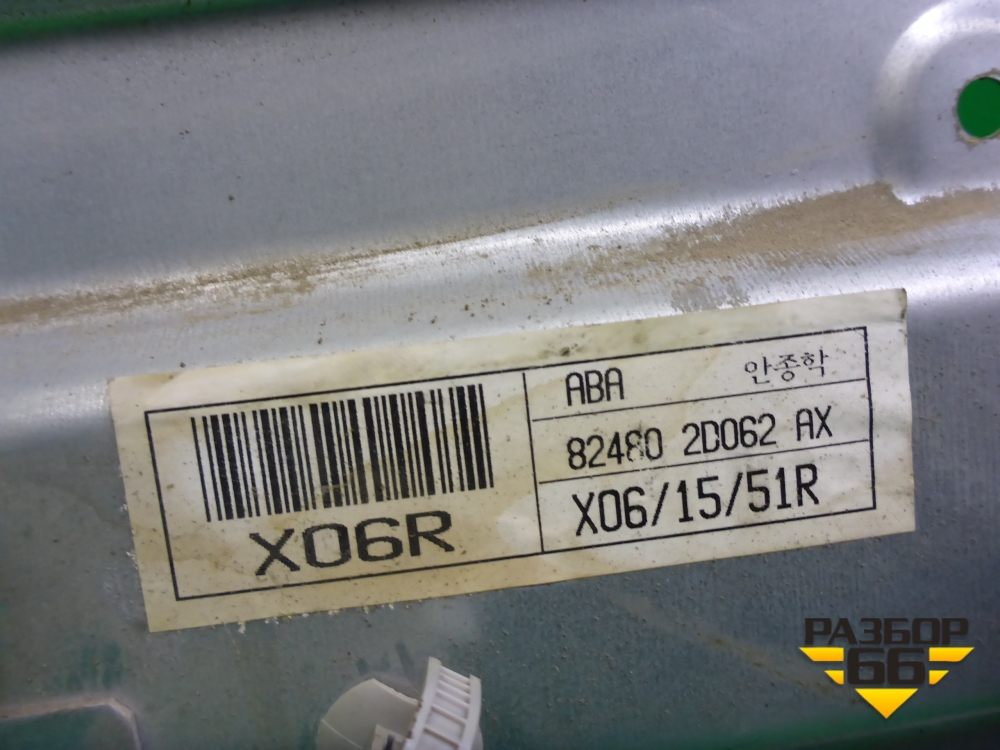 ABA 안종학
82480 2D062 AX
X06/15/51R
X06R
РАЗБОР
66